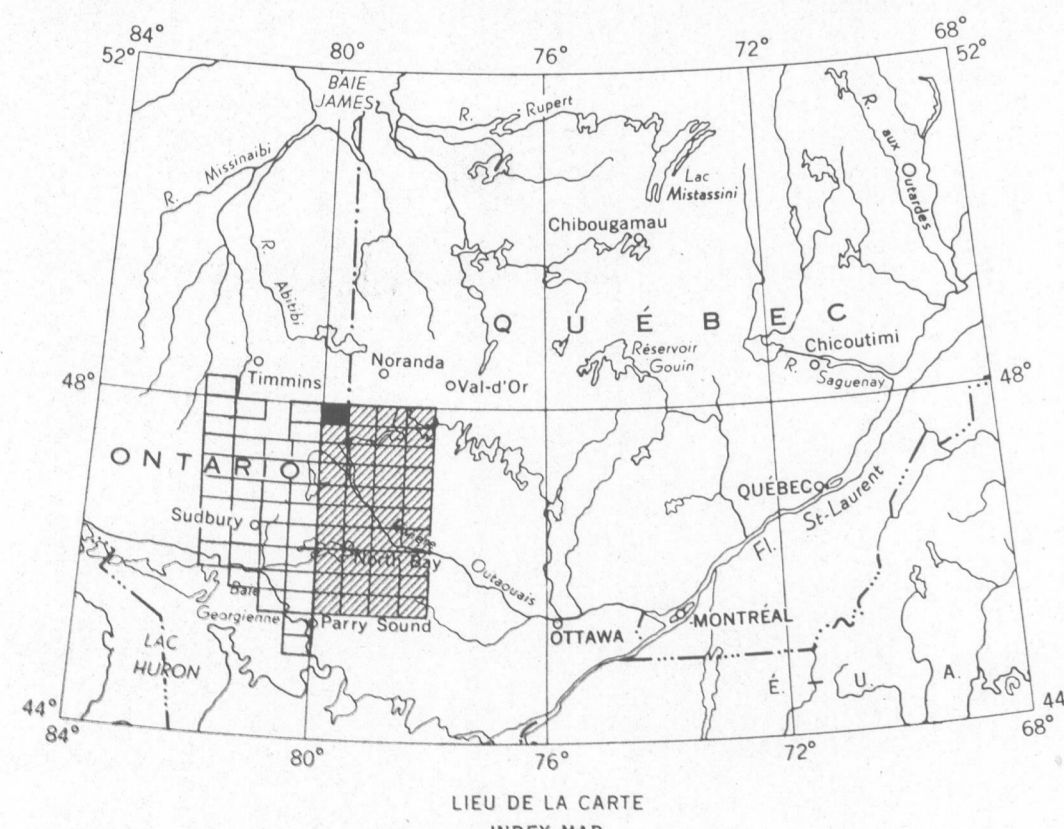 84°
80°
76°
72°
68°
52°
52°
BAIE
JAMES
R. Rupert
R. Missinaibi
R. aux Outardes
Lac
Mistassini
Chibougamau
R. Abitibi
QUÉBEC
Chicoutimi
Noranda
Réservoir
Gouin
R. Saguenay
Timmins
Val-d'Or
48°
48°
ONTARIO
QUÉBEC
Sudbury
Fl. St-Laurent
North Bay
Outaouais
Baie
Georgienne
Parry Sound
OTTAWA
MONTRÉAL
LAC
HURON
É. U. A.
44°
44
84°
80°
76°
72°
68°
LIEU DE LA CARTE
INDEX MAP